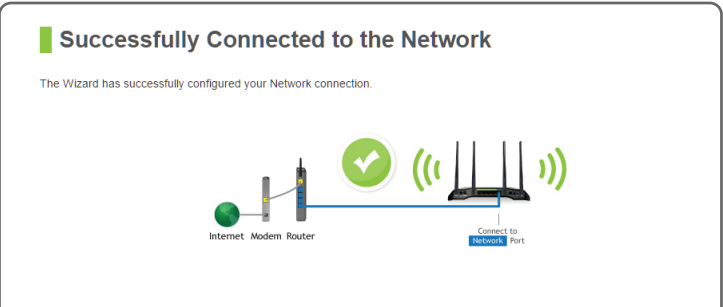 Successfully Connected to the Network
The Wizard has successfully configured your Network connection.
Internet Modem Router
Connect to
Network Port